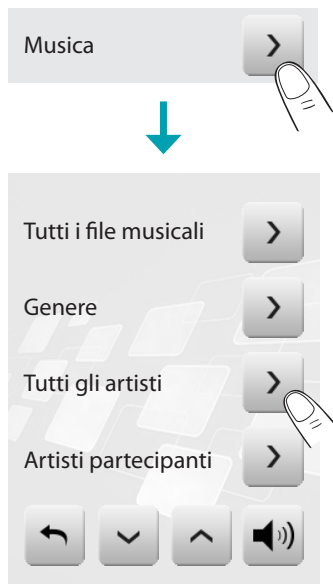 Musica
Tutti i file musicali
Genere
Tutti gli artisti
Artisti partecipanti